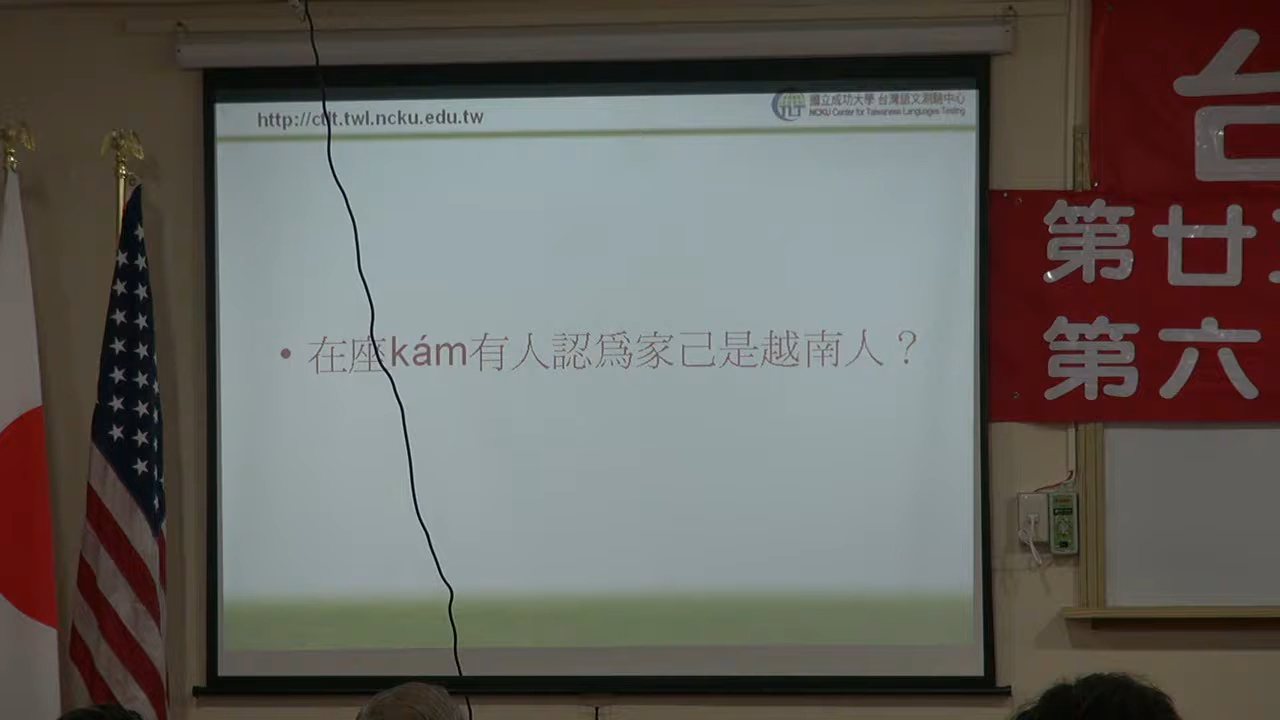 http://ctlt.twl.ncku.edu.tw
國立成功大學 台灣語文測驗中心
NCKU Center for Taiwanese Languages Testing
• 在座kám有人認爲家己是越南人？
台
第廿
第六